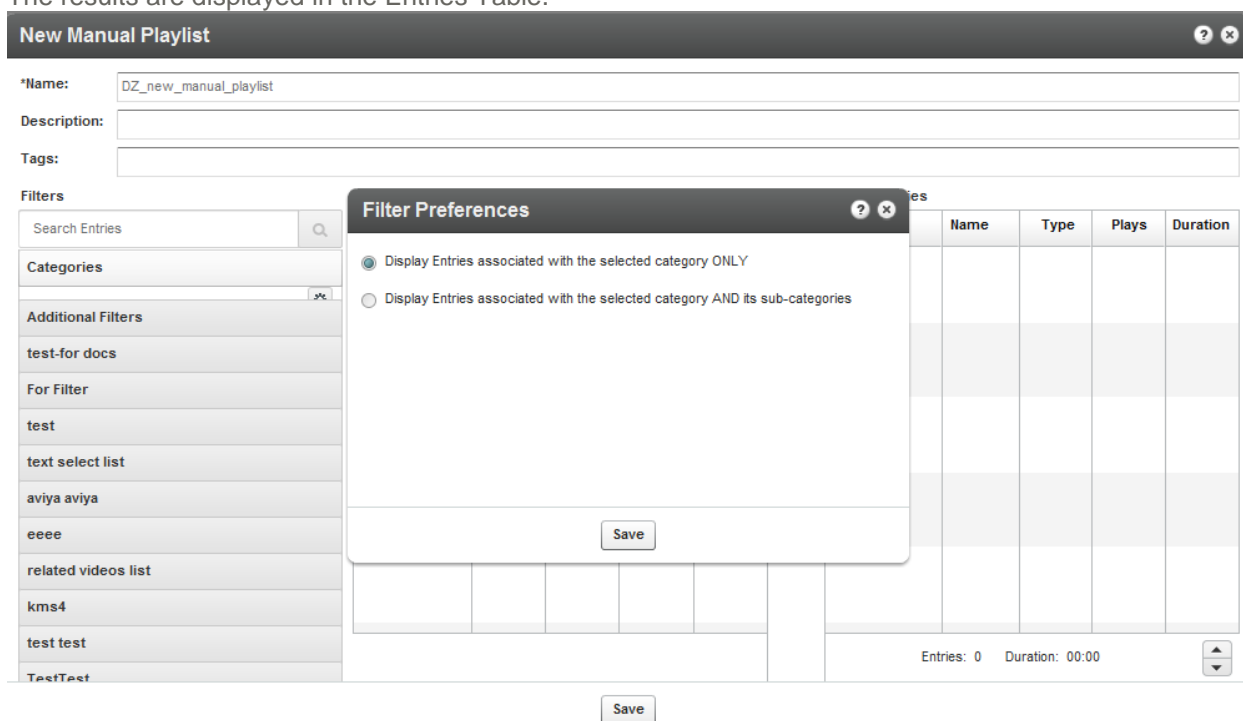 The results are displayed in the Entries Table.
New Manual Playlist
*Name:
DZ_new_manual_playlist
Description:
Tags:
Filters
Search Entries
Categories
Additional Filters
test-for docs
For Filter
test
text select list
aviya aviya
eeee
related videos list
kms4
test test
TestTest
Filter Preferences
Display Entries associated with the selected category ONLY
Display Entries associated with the selected category AND its sub-categories
Save
Name Type Plays Duration
Entries: 0 Duration: 00:00
Save